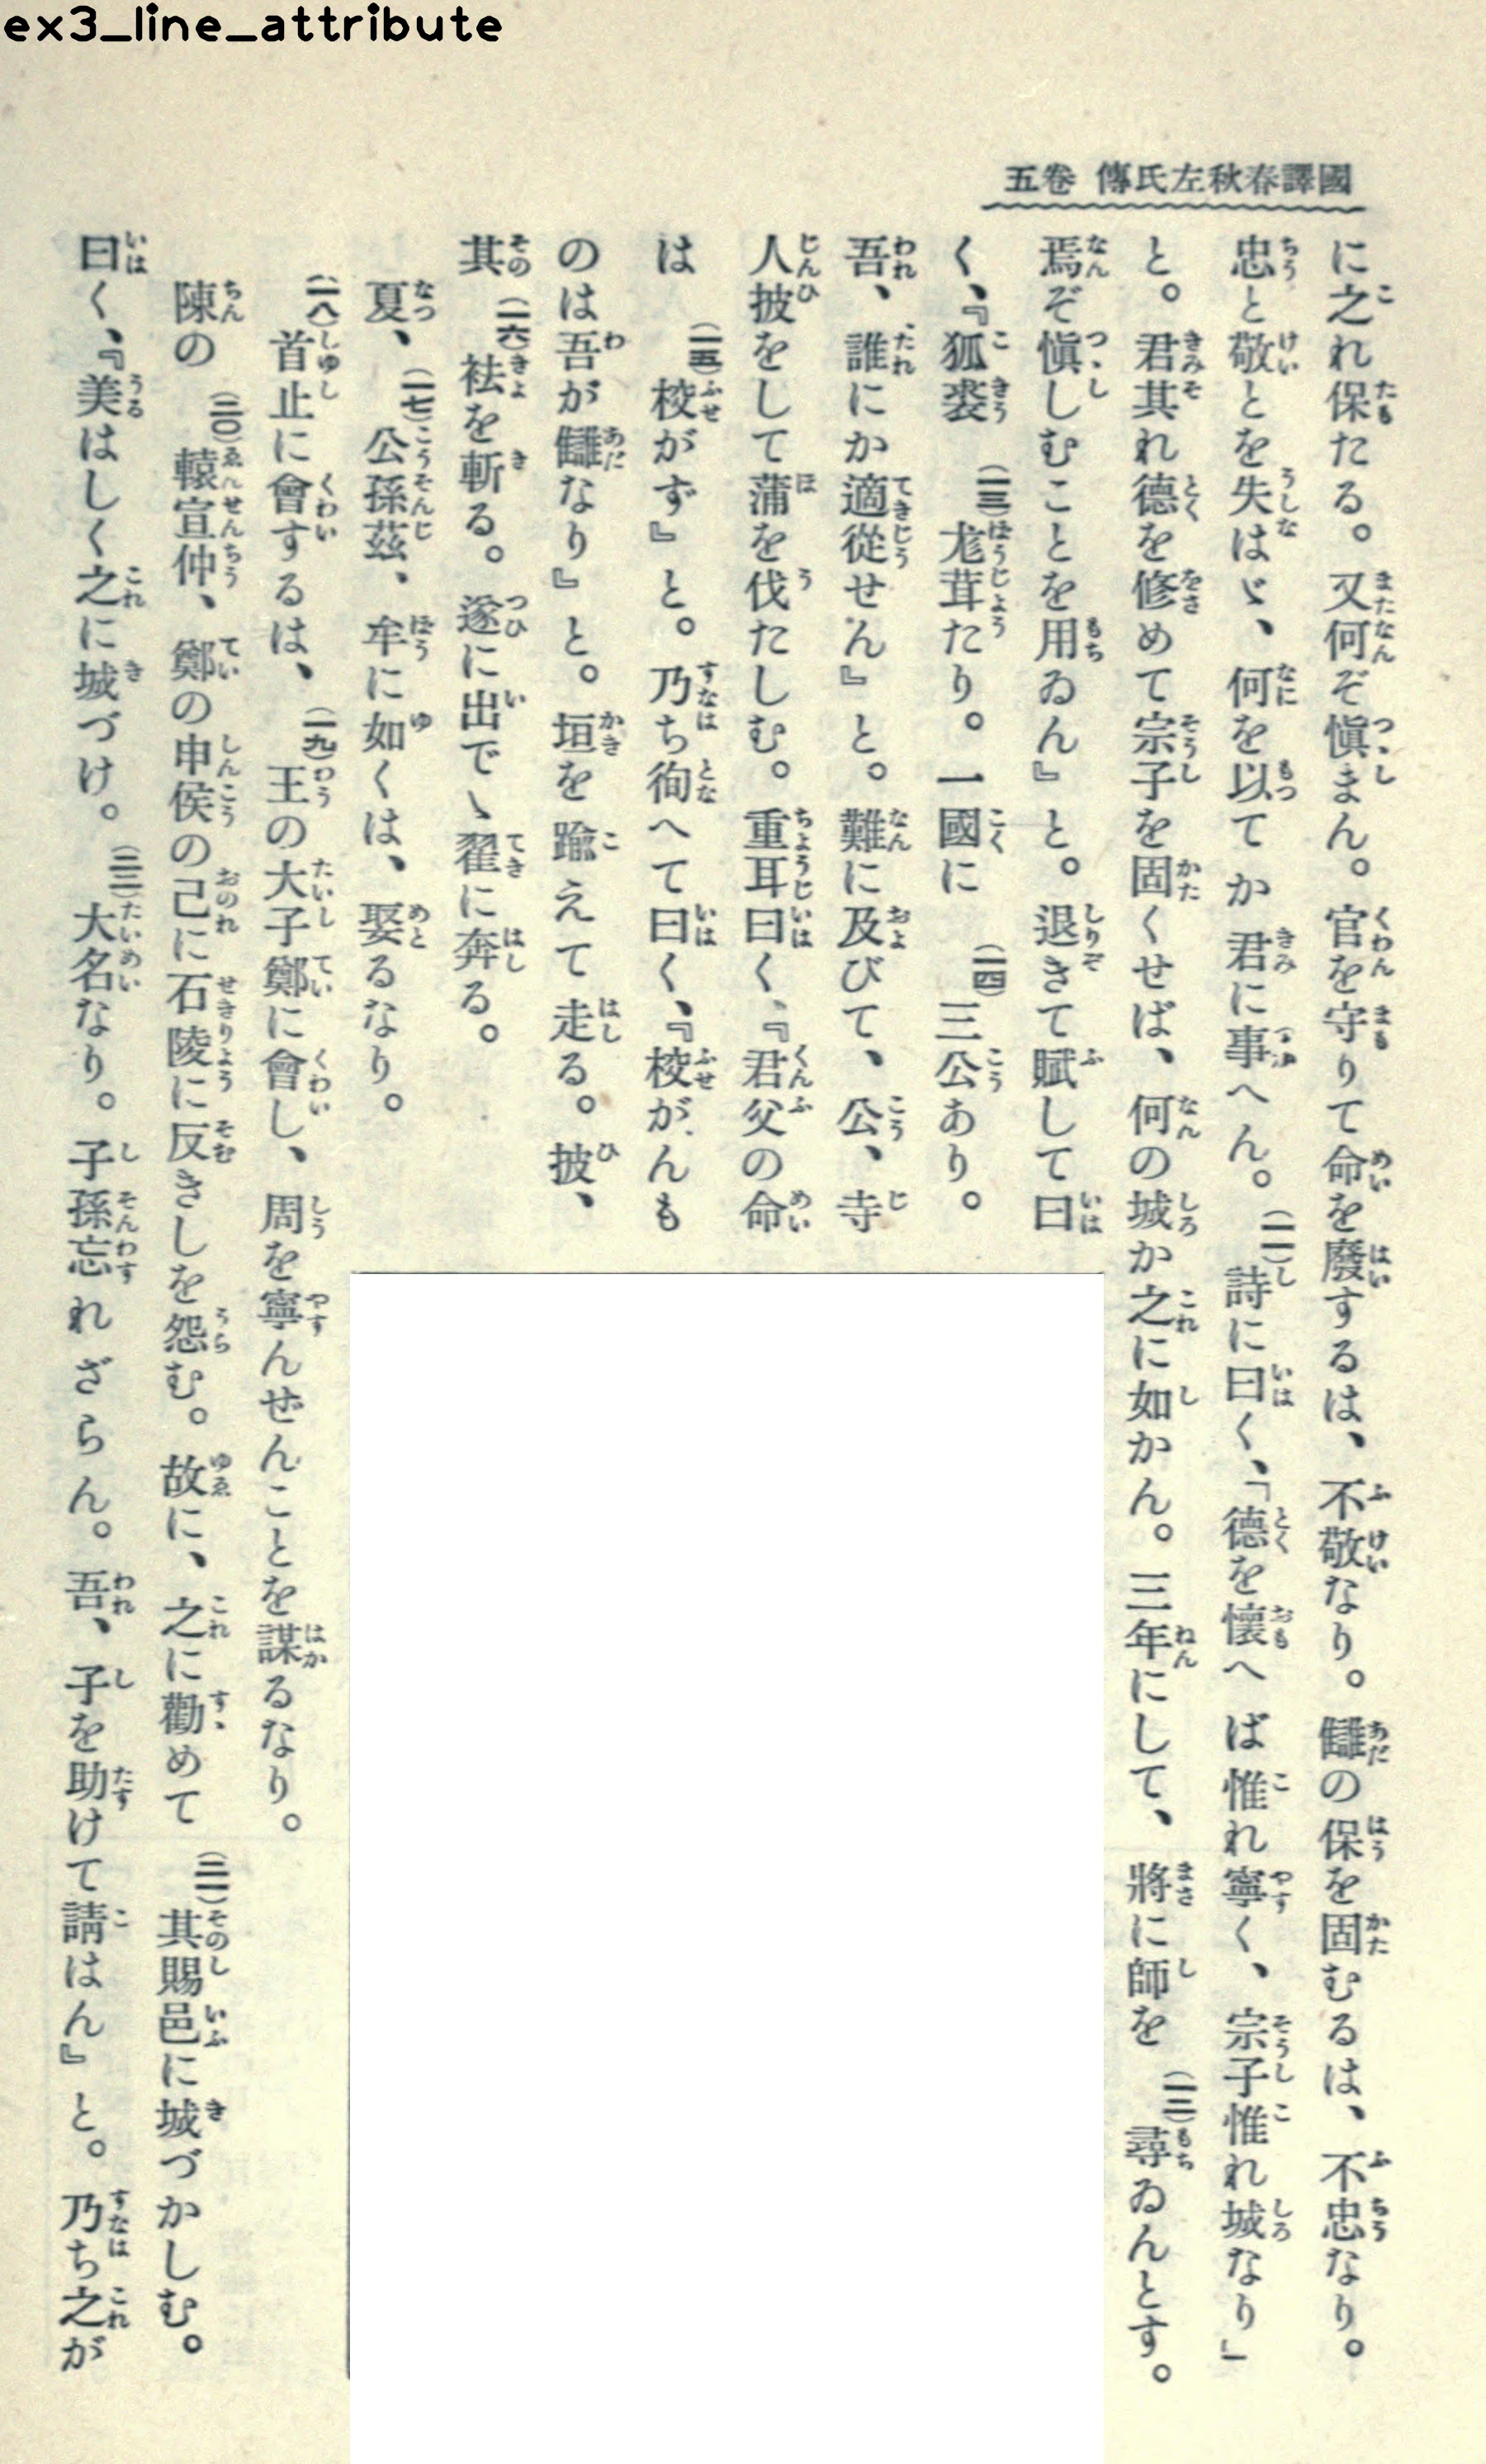 ex3_line_attribute
國譯春秋左氏傳 卷五
に之れ保たる。又何ぞ愼まん。官を守りて命を廢するは、不敬なり。讎の保を固むるは、不忠なり。
忠と敬とを失はゞ、何を以てか君に事へん。(一一)詩に曰く、「德を懷へば惟れ寧く、宗子惟れ城なり」
と。君其れ德を修めて宗子を固くせば、何の城か之に如かん。三年にして、將に師を(一二)尋ゐんとす。
焉ぞ愼しむことを用ゐん』と。退きて賦して曰
く、『狐裘(一三)尨茸たり。一國に(一四)三公あり。
吾、誰にか適從せん』と。難に及びて、公、寺
人披をして蒲を伐たしむ。重耳曰く、『君父の命
は(一五)校がず』と。乃ち徇へて曰く、『校がんも
のは吾が讎なり』と。垣を踰えて走る。披、
其(一六)袪を斬る。遂に出でゝ翟に奔る。
夏、(一七)公孫茲、牟に如くは、娶るなり。
(一八)首止に會するは、(一九)王の大子鄭に會し、周を寧んぜんことを謀るなり。
陳の(二〇)轅宣仲、鄭の申侯の己に石陵に反きしを怨む。故に、之に勸めて(二一)其賜邑に城づかしむ。
曰く、『美はしく之に城づけ。(二二)大名なり。子孫忘れざらん。吾、子を助けて請はん』と。乃ち之が